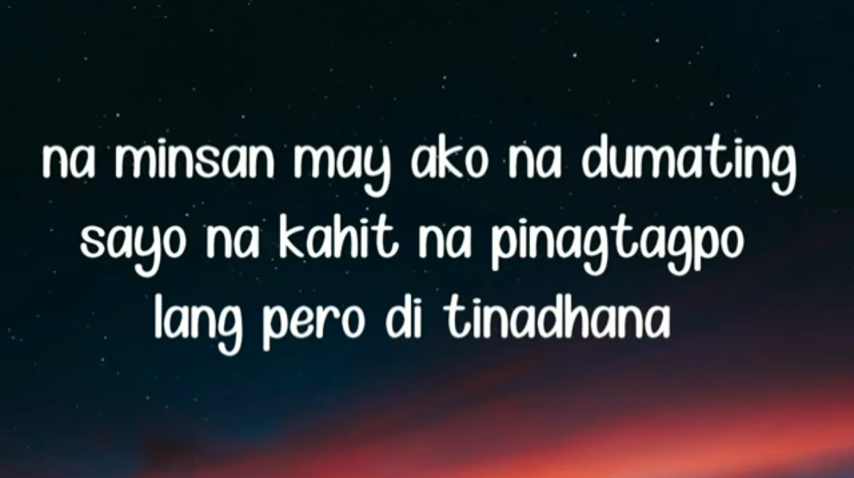 na minsan may ako na dumating
sayo na kahit na pinagtagpo
lang pero di tinadhana